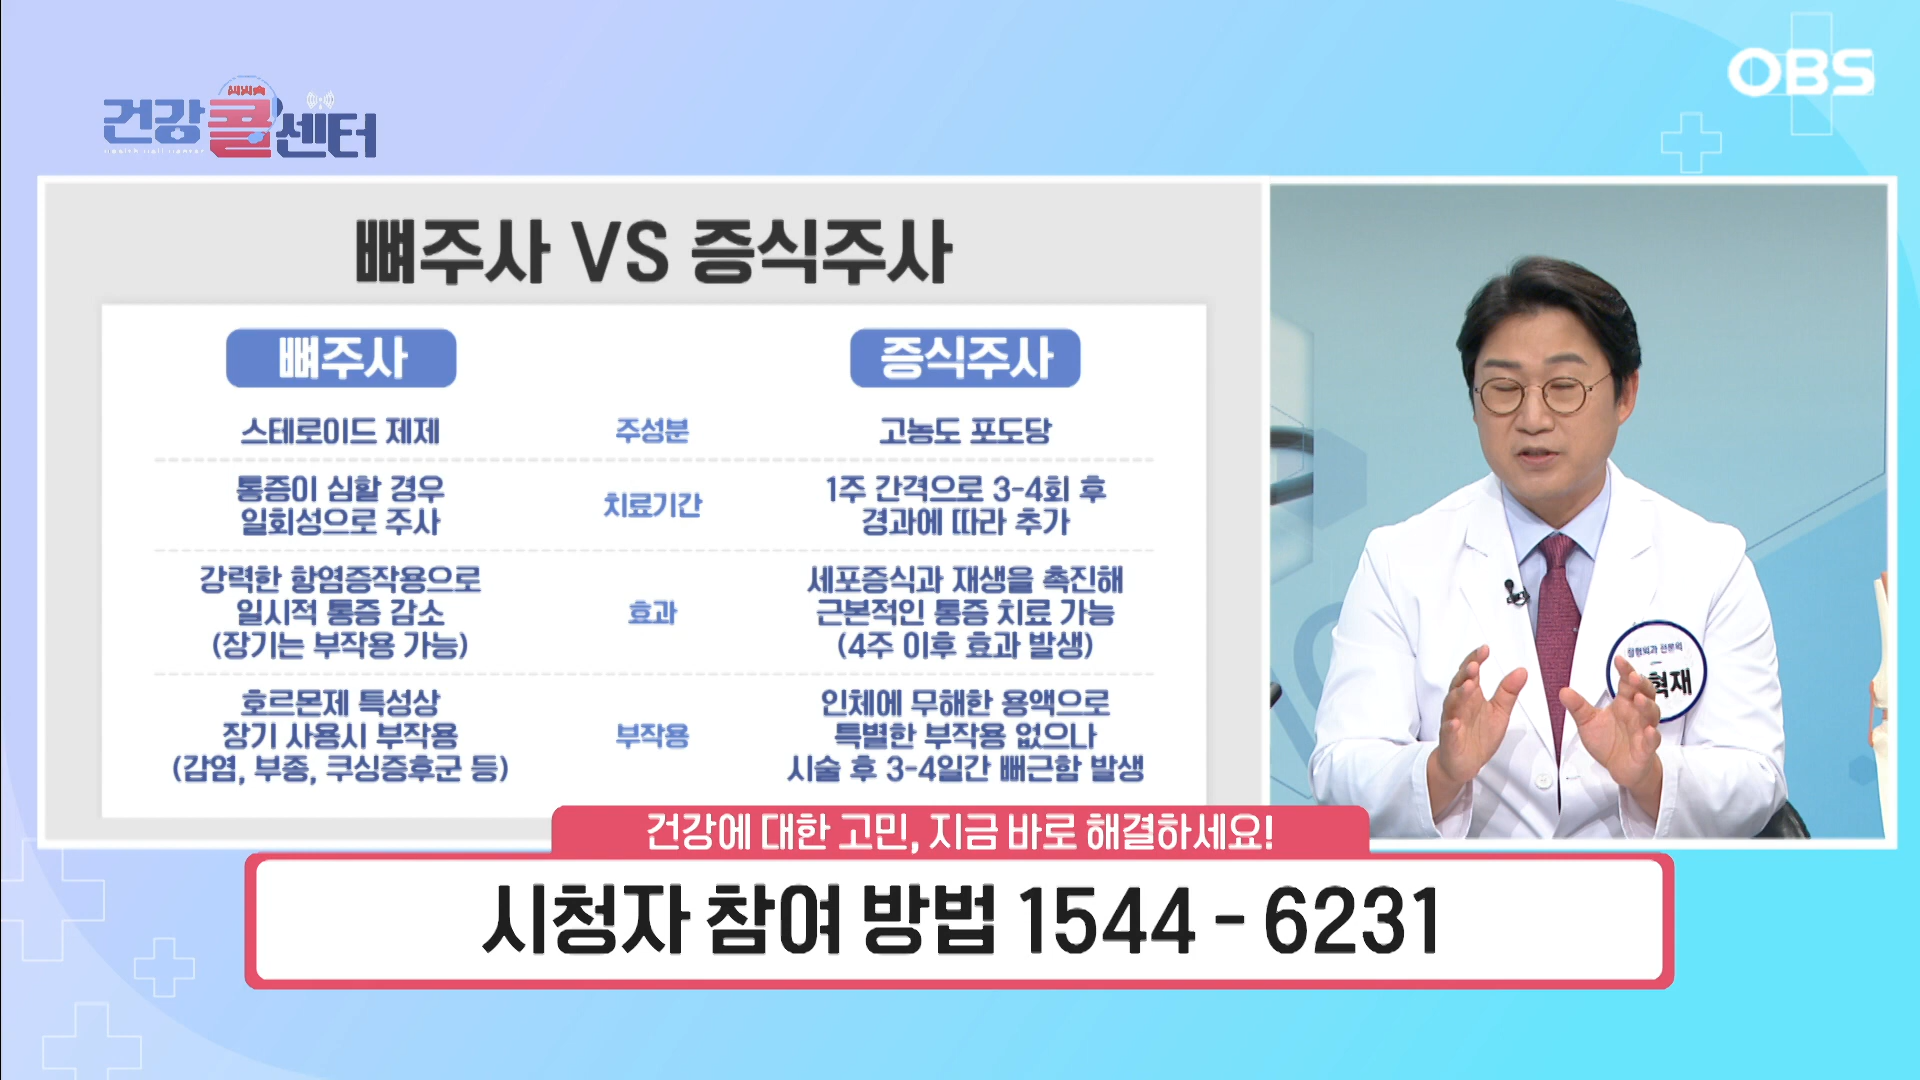 OBS
건강콜센터
뼈주사 VS 증식주사
뼈주사
증식주사
스테로이드 제제
주성분
고농도 포도당
통증이 심할 경우
일회성으로 주사
치료기간
1주 간격으로 3-4회 후
경과에 따라 추가
강력한 항염증작용으로
일시적 통증 감소
(장기는 부작용 가능)
효과
세포증식과 재생을 촉진해
근본적인 통증 치료 가능
(4주 이후 효과 발생)
호르몬제 특성상
장기 사용시 부작용
(감염, 부종, 쿠싱증후군 등)
부작용
인체에 무해한 용액으로
특별한 부작용 없으나
시술 후 3-4일간 뻐근함 발생
정형외과 전문의
혁재
건강에 대한 고민, 지금 바로 해결하세요!
시청자 참여 방법 1544 - 6231